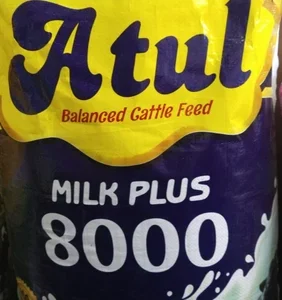 Atul
Balanced Cattle Feed
MILK PLUS
8000